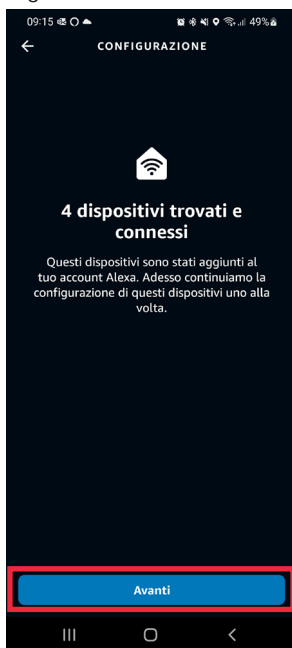 09:15 49%
CONFIGURAZIONE
4 dispositivi trovati e
connessi
Questi dispositivi sono stati aggiunti al
tuo account Alexa. Adesso continuiamo la
configurazione di questi dispositivi uno alla
volta.
Avanti